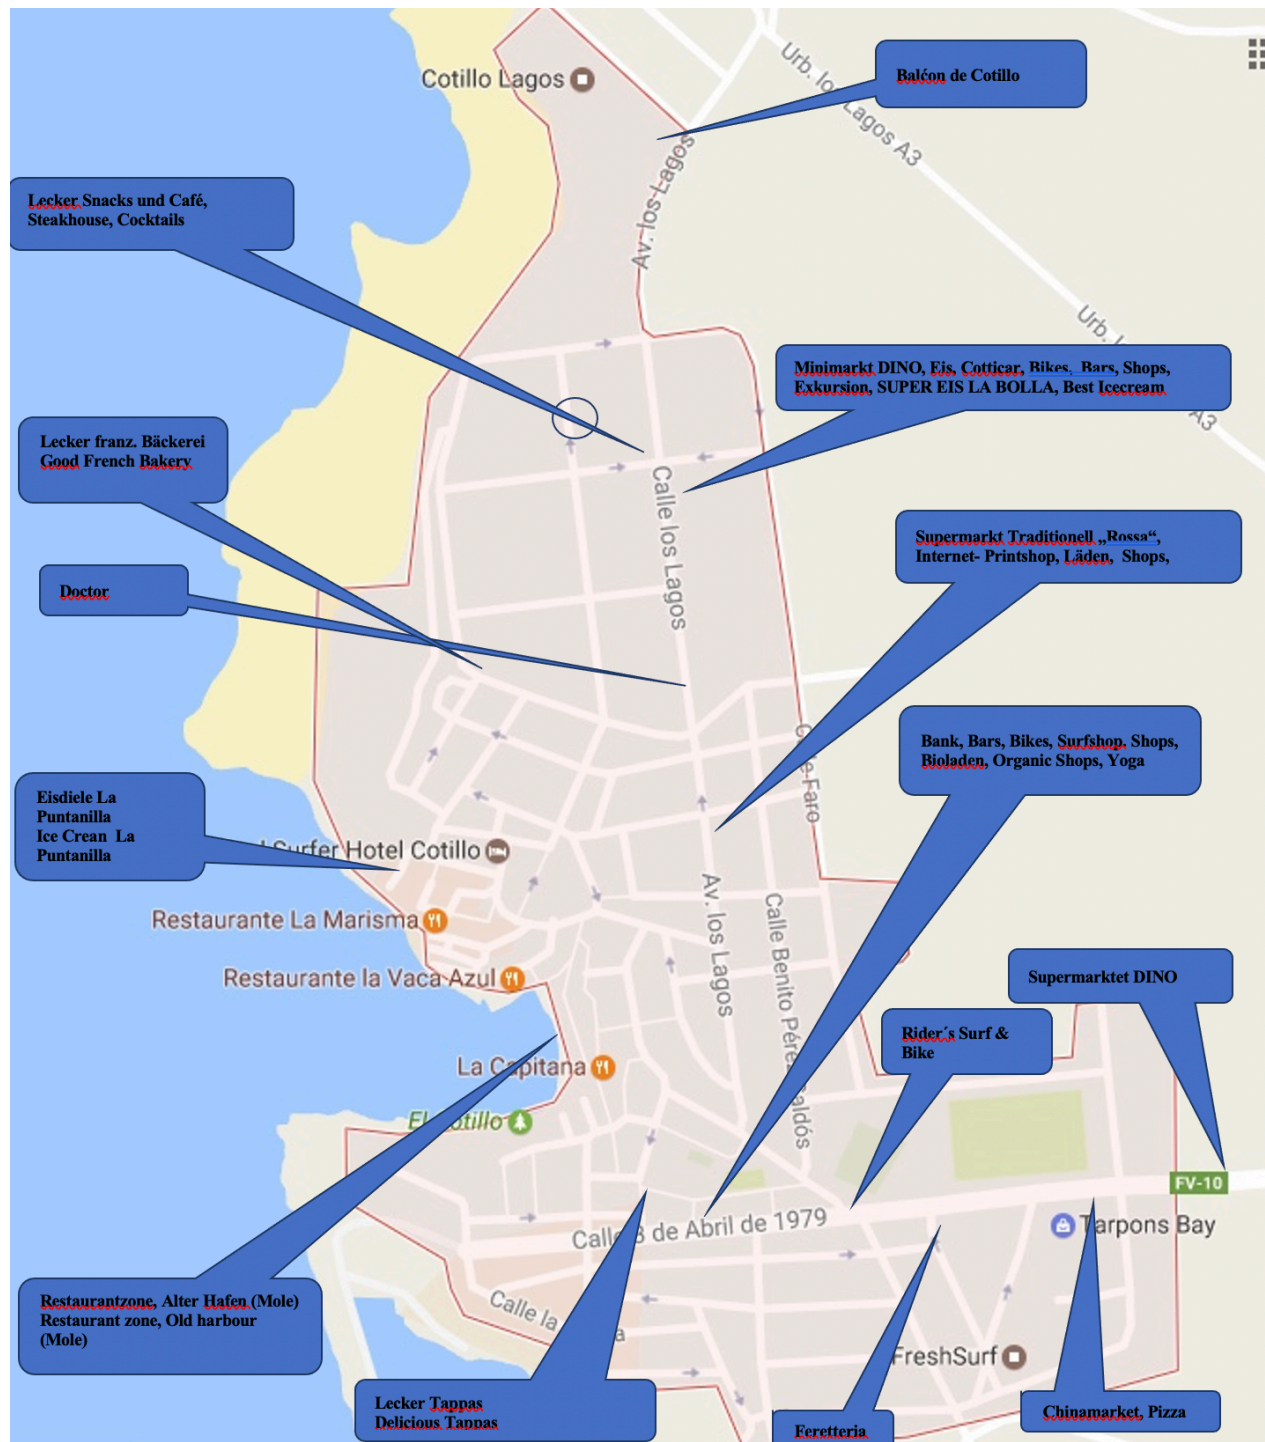 Cotillo Lagos
Balćon de Cotillo
Urb. los Lagos A3
Av. los Lagos
Lecker Snacks und Café,
Steakhouse, Cocktails
Urb. l
A3
Minimarkt DINO, Eis, Cotticar, Bikes, Bars, Shops,
Exkursion, SUPER EIS LA BOLLA, Best Icecream
Lecker franz. Bäckerei
Good French Bakery
Calle los Lagos
Supermarkt Traditionell „Rossa“,
Internet- Printshop, Läden, Shops,
Doctor
Bank, Bars, Bikes, Surfshop, Shops,
Bioladen, Organic Shops, Yoga
Faro
Eisdiele La
Puntanilla
Ice Crean La
Puntanilla
Surfer Hotel Cotillo
Restaurante La Marisma
Av. los Lagos
Calle Benito Pérez Galdós
Restaurante la Vaca Azul
Supermarktet DINO
Rider´s Surf &
Bike
La Capitana
El Cotillo
FV-10
Calle 3 de Abril de 1979
Tarpons Bay
Restaurantzone, Alter Hafen (Mole)
Restaurant zone, Old harbour
(Mole)
Calle la
FreshSurf
Lecker Tappas
Delicious Tappas
Feretteria
Chinamarket, Pizza